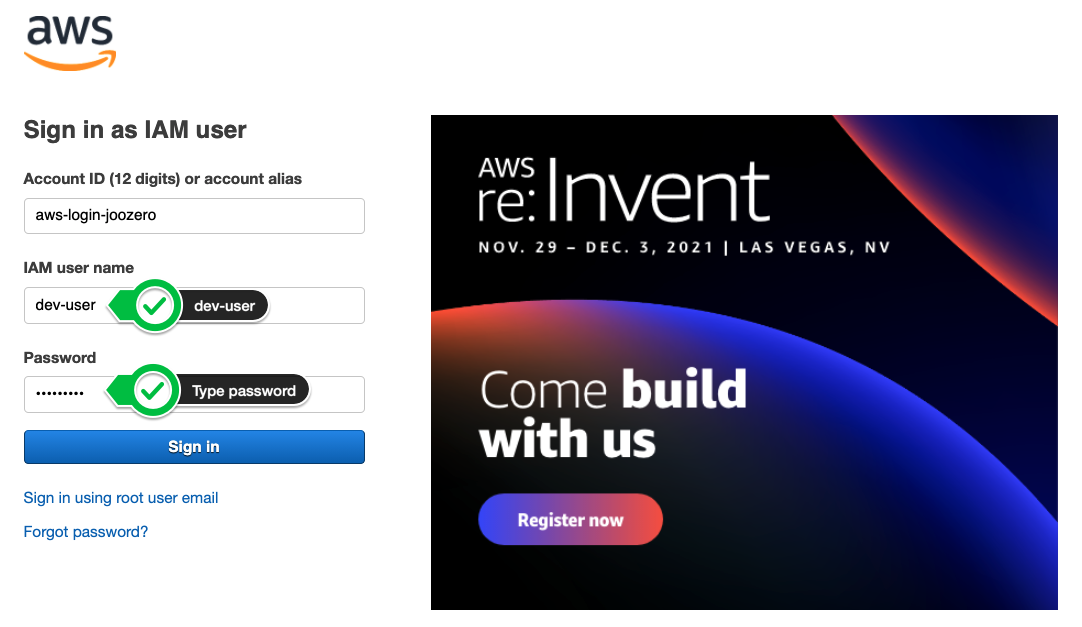 aws
Sign in as IAM user
Account ID (12 digits) or account alias
aws-login-joozero
IAM user name
dev-user
dev-user
Password
•••••••••
Type password
Sign in
Sign in using root user email
Forgot password?
AWS
re:Invent
NOV. 29 – DEC. 3, 2021 | LAS VEGAS, NV
Come build
with us
Register now